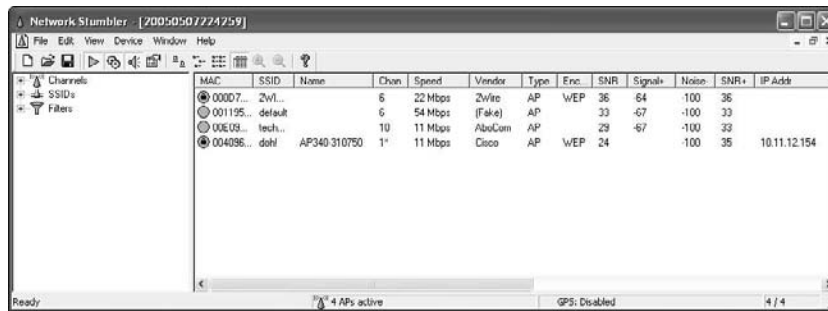 Network Stumbler - [20050507224259]
File Edit View Device Window Help
Channels
SSIDs
Filters
MAC SSID Name Chan Speed Vendor Type Enc... SNR Signal+ Noise- SNR+ IP Addr
000D7... 2WI... 6 22 Mbps 2Wire AP WEP 36 -64 -100 36
001195... default 6 54 Mbps (Fake) AP 33 -67 -100 33
00E09... tech... 10 11 Mbps AboCom AP 29 -67 -100 33
004096... dohl AP340-310750 1* 11 Mbps Cisco AP WEP 24 -100 35 10.11.12.154
Ready 4 APs active GPS: Disabled 4 / 4